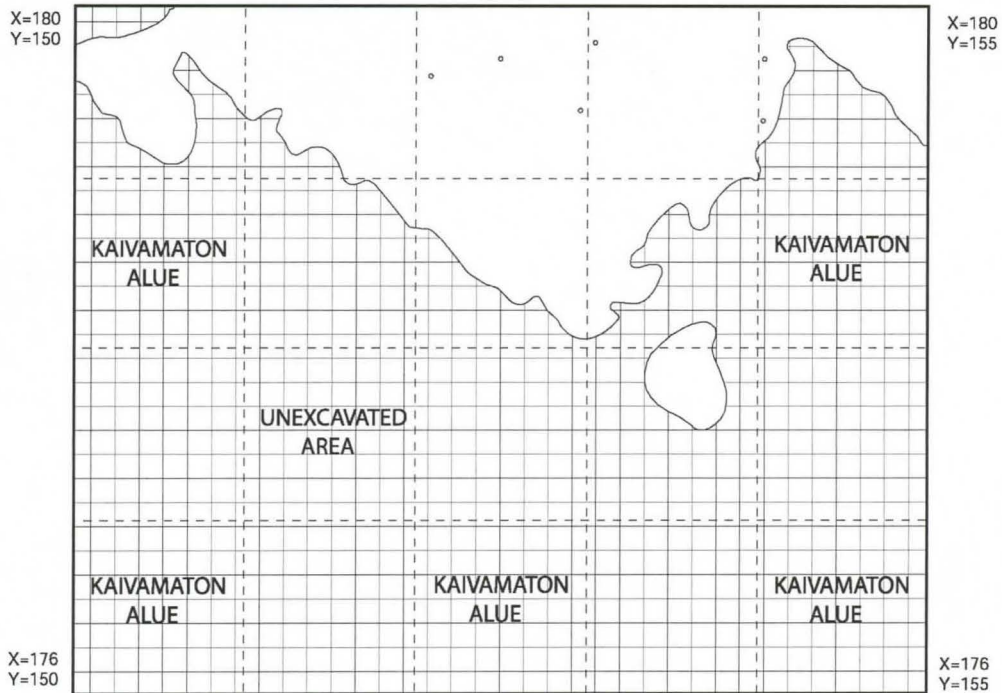 X=180
Y=150
X=180
Y=155
KAIVAMATON
ALUE
KAIVAMATON
ALUE
UNEXCAVATED
AREA
KAIVAMATON
ALUE
KAIVAMATON
ALUE
KAIVAMATON
ALUE
X=176
Y=150
X=176
Y=155